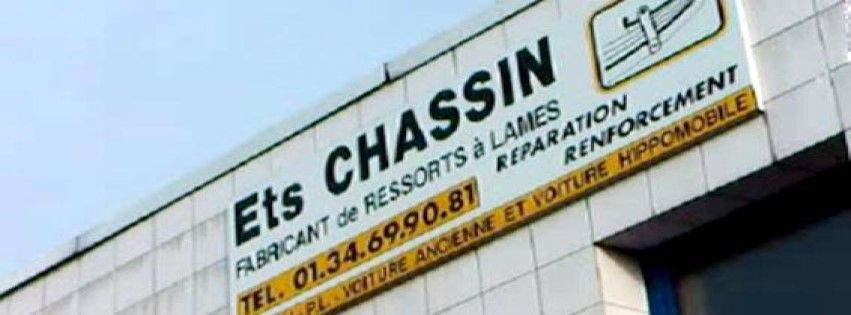 Ets CHASSIN
FABRICANT de RESSORTS à LAMES
REPARATION
RENFORCEMENT
TEL. 01.34.69.90.81
P.L. - VOITURE ANCIENNE ET VOITURE HIPPOMOBILE